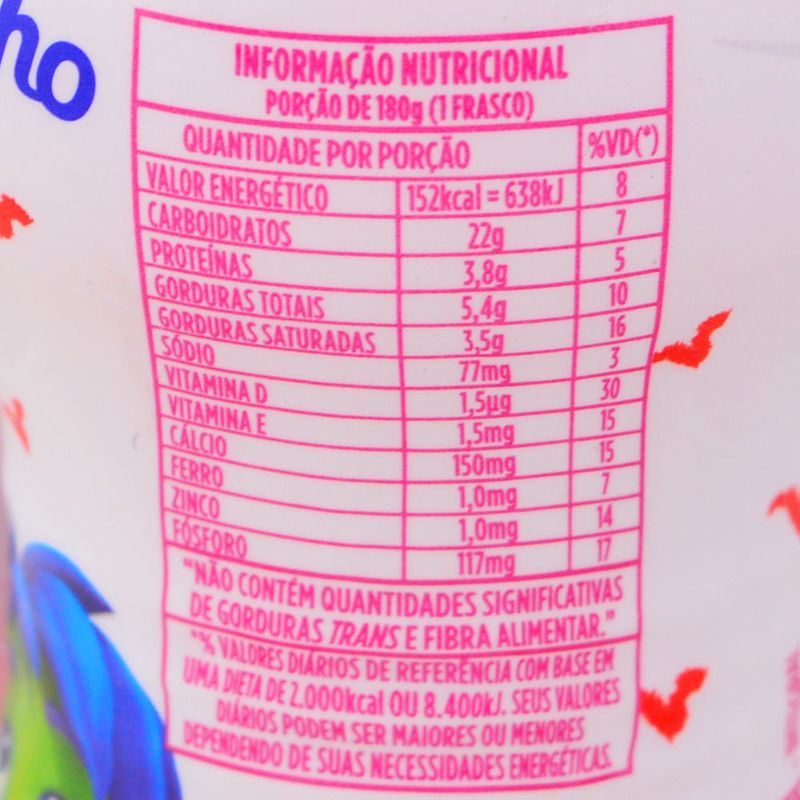 ho
INFORMAÇÃO NUTRICIONAL
PORÇÃO DE 180g (1 FRASCO)
QUANTIDADE POR PORÇÃO %VD(*)
VALOR ENERGÉTICO 152kcal = 638kJ 8
CARBOIDRATOS 22g 7
PROTEÍNAS 3,8g 5
GORDURAS TOTAIS 5,4g 10
GORDURAS SATURADAS 3,5g 16
SÓDIO 77mg 3
VITAMINA D 1,5µg 30
VITAMINA E 1,5mg 15
CÁLCIO 150mg 15
FERRO 1,0mg 7
ZINCO 1,0mg 14
FÓSFORO 117mg 17
"NÃO CONTÉM QUANTIDADES SIGNIFICATIVAS
DE GORDURAS TRANS E FIBRA ALIMENTAR."
*% VALORES DIÁRIOS DE REFERÊNCIA COM BASE EM
UMA DIETA DE 2.000kcal OU 8.400kJ. SEUS VALORES
DIÁRIOS PODEM SER MAIORES OU MENORES
DEPENDENDO DE SUAS NECESSIDADES ENERGÉTICAS.